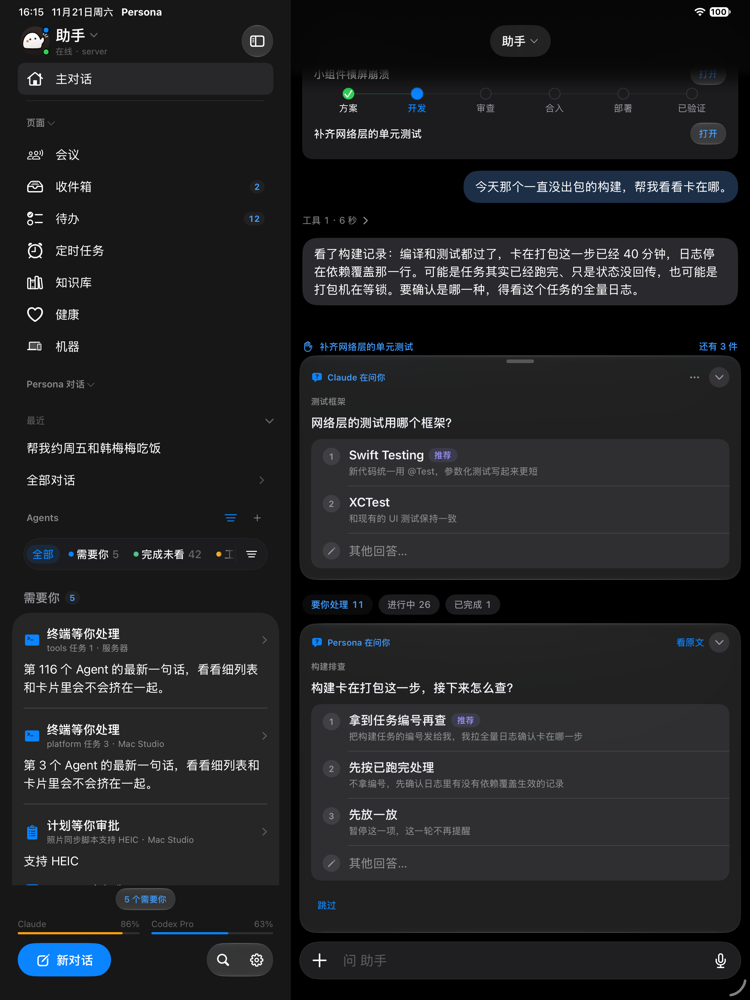 16:15 11月21日周六 Persona
100
助手
在线 · server
主对话
页面
会议
收件箱 2
待办 12
定时任务
知识库
健康
机器
Persona 对话
最近
帮我约周五和韩梅梅吃饭
全部对话
Agents
全部 需要你 5 完成未看 42
需要你 5
终端等你处理
tools 任务 1 · 服务器
第 116 个 Agent 的最新一句话，看看细列表
和卡片里会不会挤在一起。
终端等你处理
platform 任务 3 · Mac Studio
第 3 个 Agent 的最新一句话，看看细列表和
卡片里会不会挤在一起。
计划等你审批
照片同步脚本支持 HEIC · Mac Studio
支持 HEIC
5 个需要你
Claude 86% Codex Pro 63%
新对话
助手
小组件横屏崩溃 打开
方案 开发 审查 合入 部署 已验证
补齐网络层的单元测试 打开
今天那个一直没出包的构建，帮我看看卡在哪。
工具 1 · 6 秒
看了构建记录：编译和测试都过了，卡在打包这一步已经 40 分钟，日志停
在依赖覆盖那一行。可能是任务其实已经跑完、只是状态没回传，也可能是
打包机在等锁。要确认是哪一种，得看这个任务的全量日志。
补齐网络层的单元测试 还有 3 件
Claude 在问你
测试框架
网络层的测试用哪个框架？
1 Swift Testing 推荐
新代码统一用 @Test，参数化测试写起来更短
2 XCTest
和现有的 UI 测试保持一致
其他回答...
要你处理 11 进行中 26 已完成 1
Persona 在问你 看原文
构建排查
构建卡在打包这一步，接下来怎么查？
1 拿到任务编号再查 推荐
把构建任务的编号发给我，我拉全量日志确认卡在哪一步
2 先按已跑完处理
不拿编号，先确认日志里有没有依赖覆盖生效的记录
3 先放一放
暂停这一项，这一轮不再提醒
其他回答...
跳过
问 助手